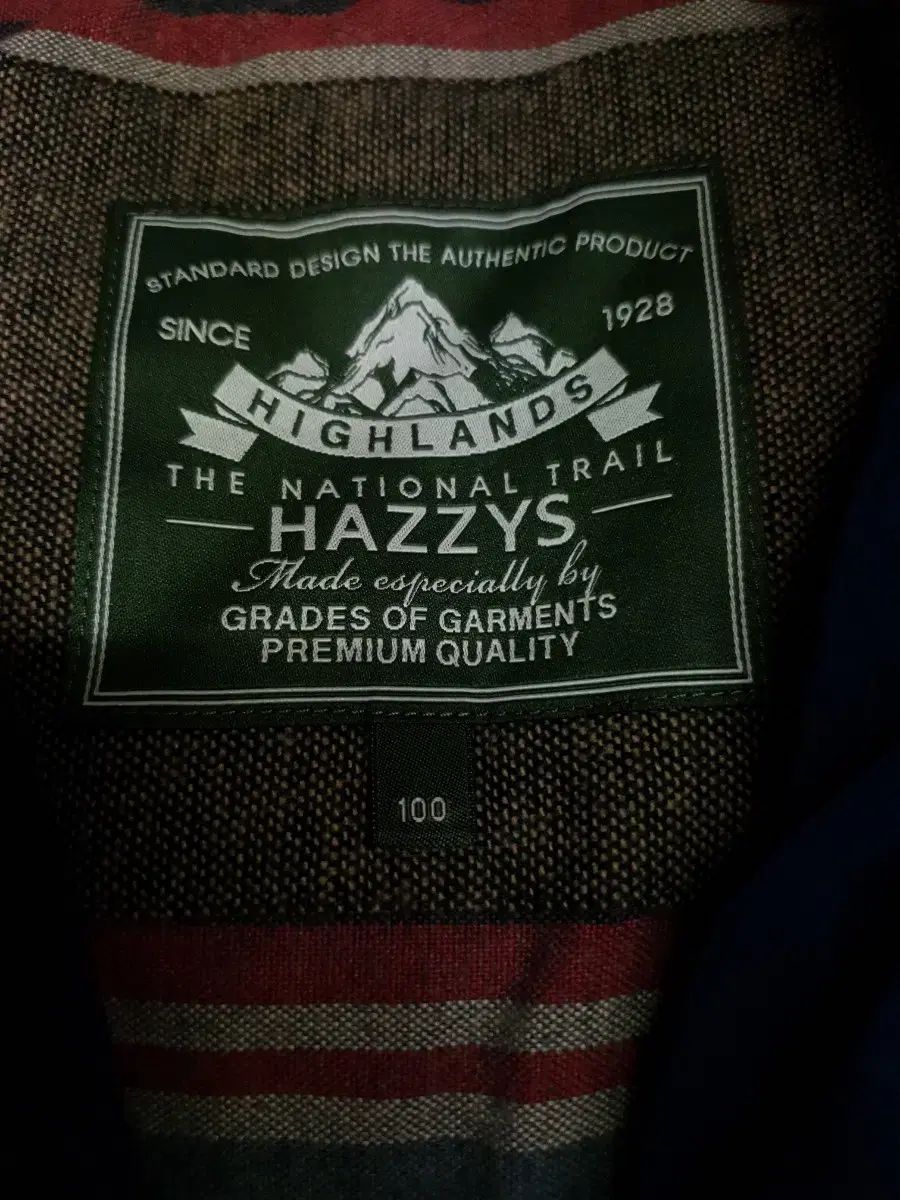 STANDARD DESIGN THE AUTHENTIC PRODUCT
SINCE 1928
HIGHLANDS
THE NATIONAL TRAIL
HAZZYS
Made especially by
GRADES OF GARMENTS
PREMIUM QUALITY
100